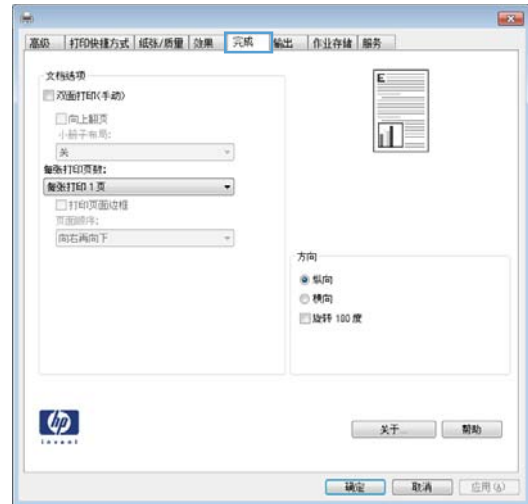 高级 打印快捷方式 纸张/质量 效果 完成 输出 作业存储 服务
文档选项
双面打印(手动)
向上翻页
小册子布局:
关
每张打印页数:
每张打印 1 页
打印页面边框
页面顺序:
向右再向下
E
方向
纵向
横向
旋转 180 度
hp
invent
关于...
帮助
确定
取消
应用(A)